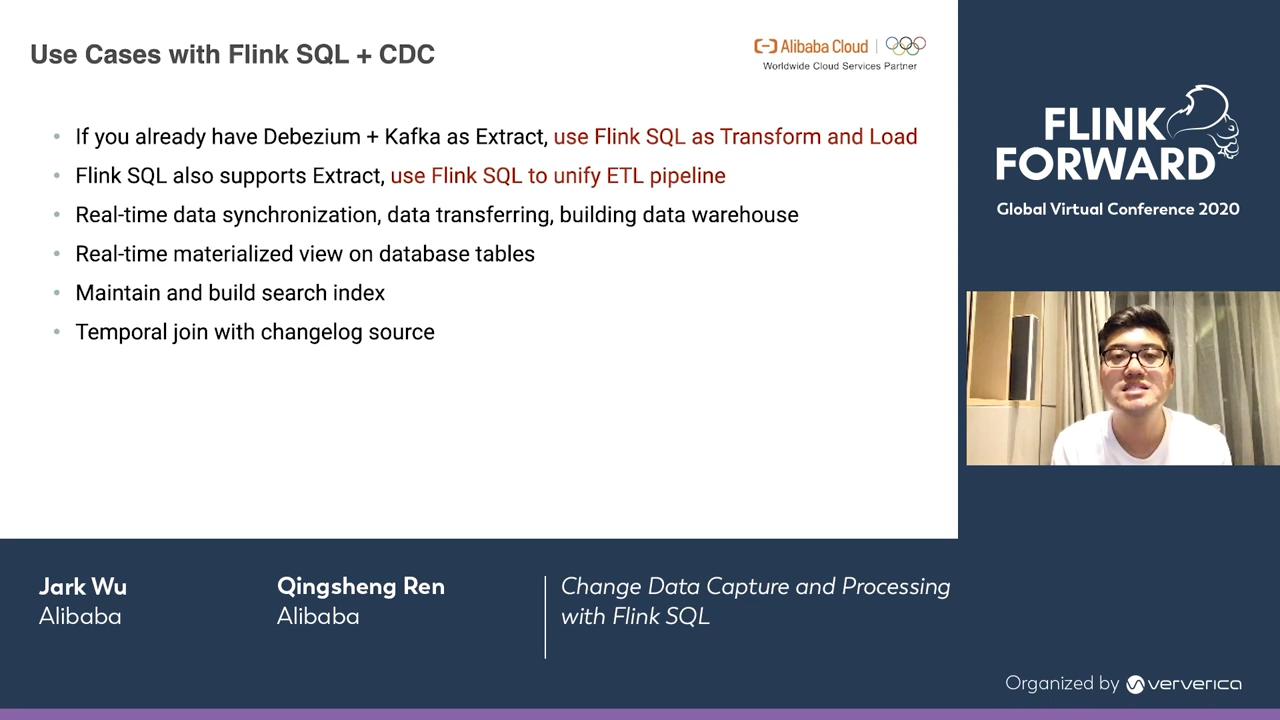 Use Cases with Flink SQL + CDC
Alibaba Cloud
Worldwide Cloud Services Partner
If you already have Debezium + Kafka as Extract, use Flink SQL as Transform and Load
Flink SQL also supports Extract, use Flink SQL to unify ETL pipeline
Real-time data synchronization, data transferring, building data warehouse
Real-time materialized view on database tables
Maintain and build search index
Temporal join with changelog source
FLINK
FORWARD
Global Virtual Conference 2020
Jark Wu
Alibaba
Qingsheng Ren
Alibaba
Change Data Capture and Processing
with Flink SQL
Organized by ververica